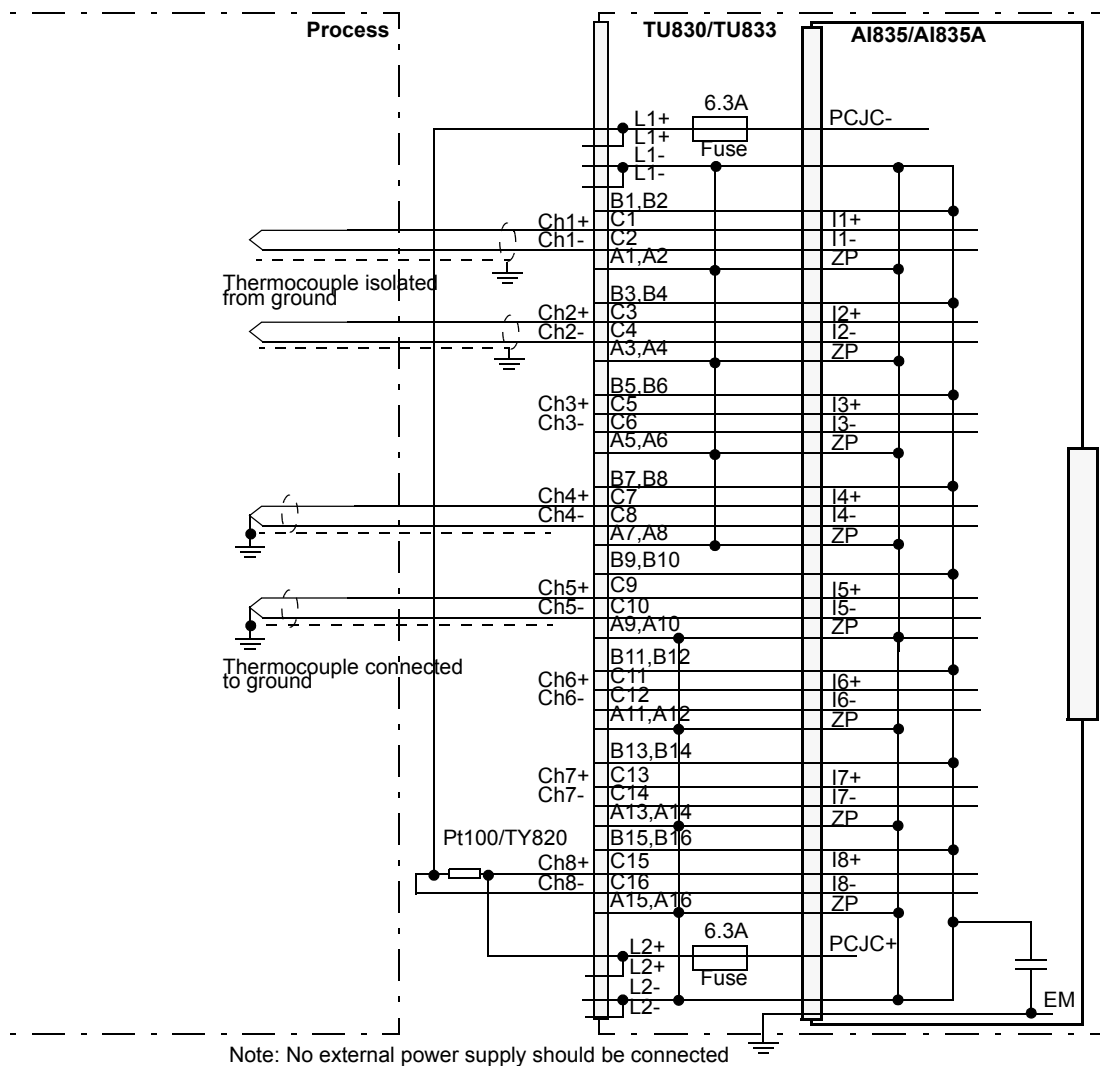 Process
TU830/TU833
AI835/AI835A
6.3A
L1+
PCJC-
L1+
Fuse
L1-
L1-
B1,B2
Ch1+
C1
I1+
Ch1-
C2
I1-
A1,A2
ZP
Thermocouple isolated
from ground
B3,B4
Ch2+
C3
I2+
Ch2-
C4
I2-
A3,A4
ZP
B5,B6
Ch3+
C5
I3+
Ch3-
C6
I3-
A5,A6
ZP
B7,B8
Ch4+
C7
I4+
Ch4-
C8
I4-
A7,A8
ZP
B9,B10
Ch5+
C9
I5+
Ch5-
C10
I5-
A9,A10
ZP
Thermocouple connected
to ground
B11,B12
Ch6+
C11
I6+
Ch6-
C12
I6-
A11,A12
ZP
B13,B14
Ch7+
C13
I7+
Ch7-
C14
I7-
A13,A14
ZP
Pt100/TY820
B15,B16
Ch8+
C15
I8+
Ch8-
C16
I8-
A15,A16
ZP
6.3A
L2+
PCJC+
L2+
Fuse
L2-
L2-
EM
Note: No external power supply should be connected